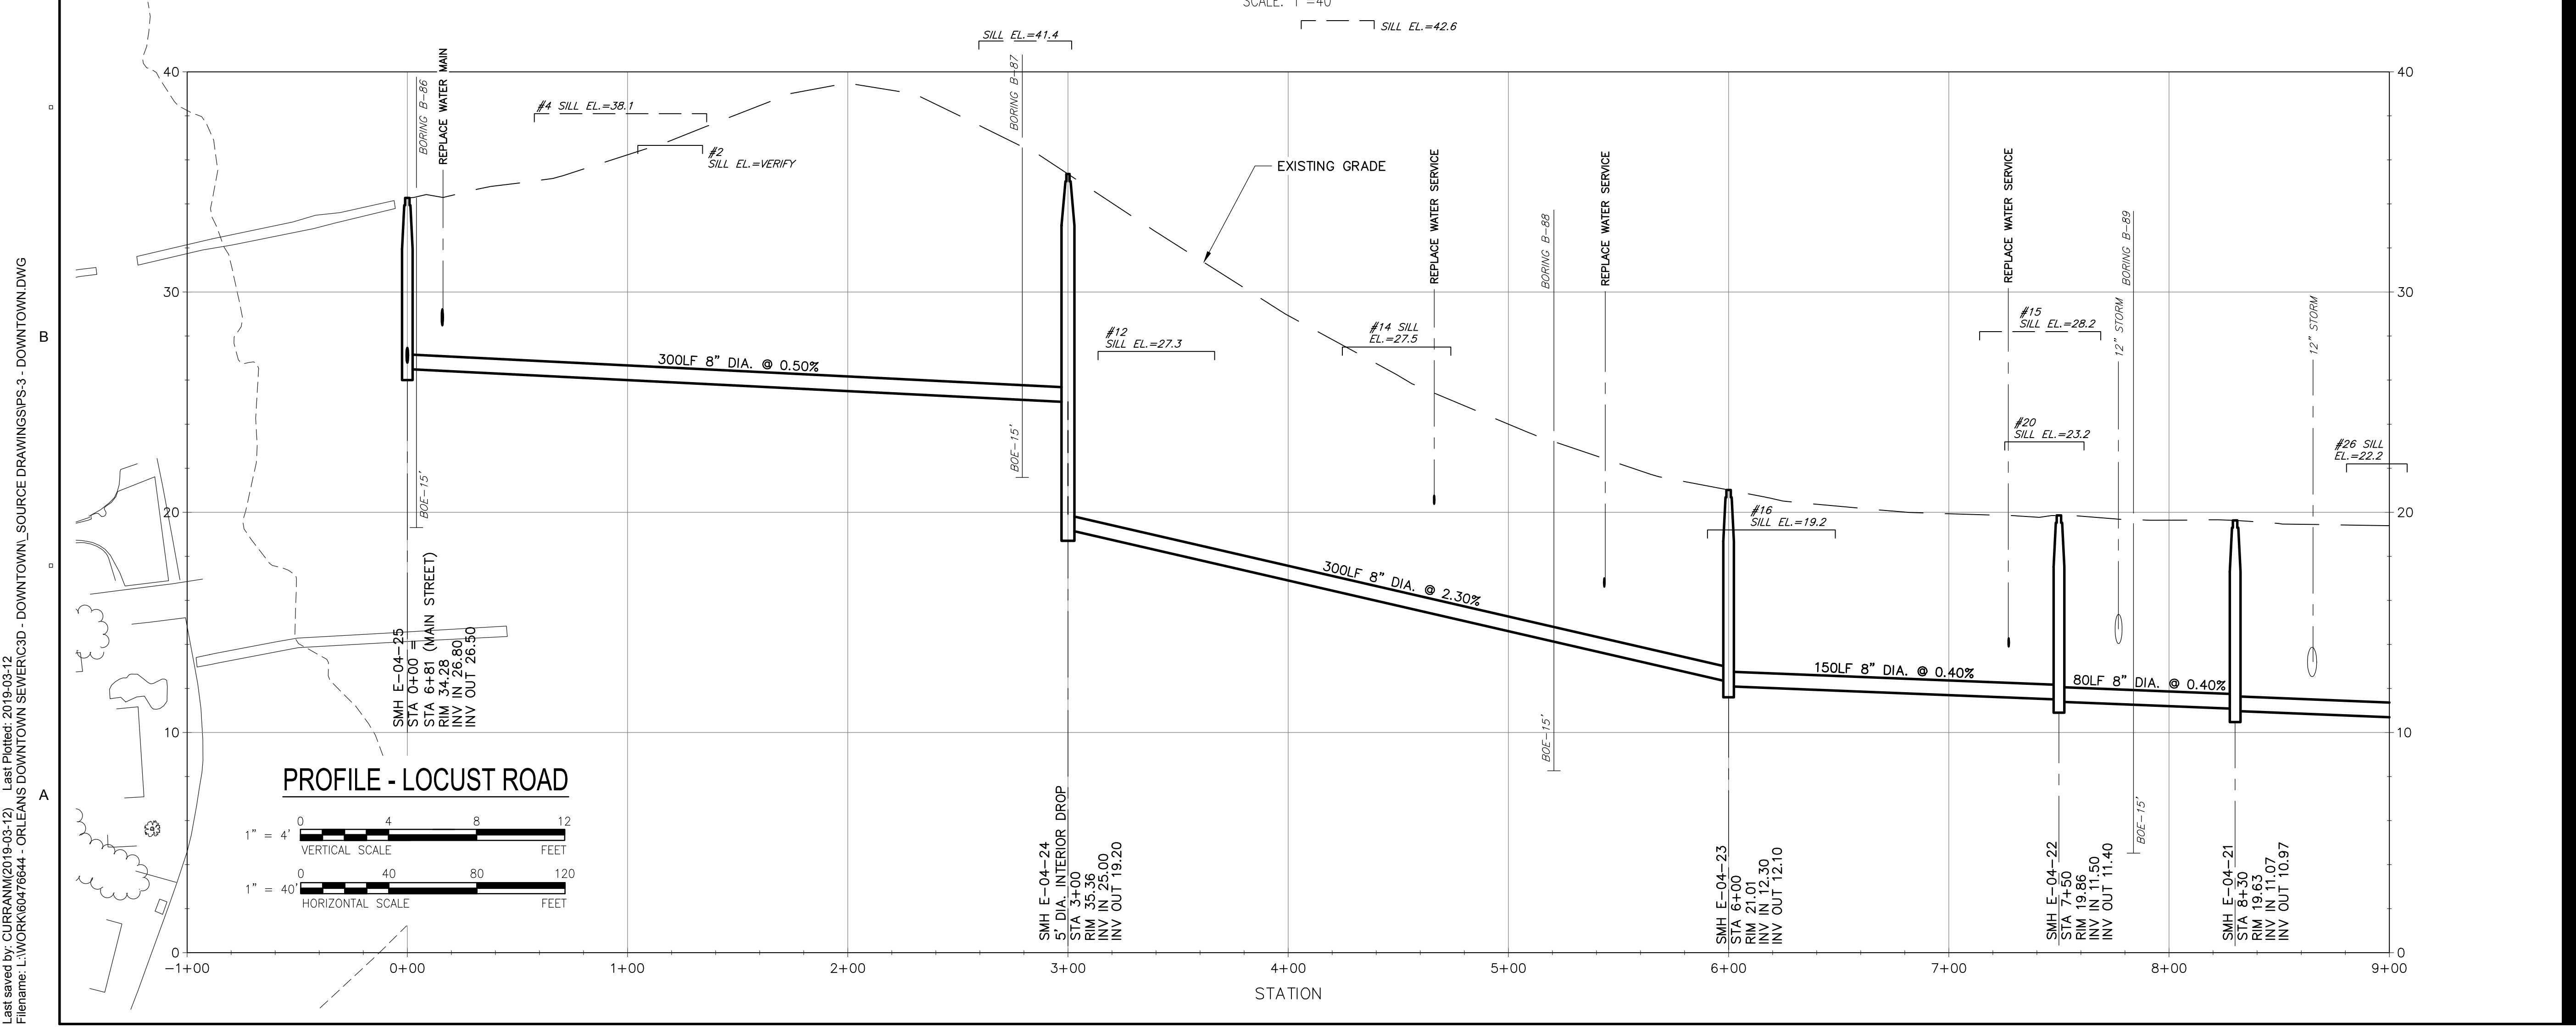 SCALE: 1"=40'
SILL EL.=42.6
SILL EL.=41.4
40
40
BORING B-86
REPLACE WATER MAIN
#4 SILL EL.=38.1
#2
SILL EL.=VERIFY
BORING B-87
EXISTING GRADE
REPLACE WATER SERVICE
BORING B-88
REPLACE WATER SERVICE
REPLACE WATER SERVICE
BORING B-89
12" STORM
12" STORM
30
30
B
#12
SILL EL.=27.3
#14 SILL
EL.=27.5
#15
SILL EL.=28.2
300LF 8" DIA. @ 0.50%
#20
SILL EL.=23.2
#26 SILL
EL.=22.2
BOE-15'
BOE-15'
20
20
#16
SILL EL.=19.2
300LF 8" DIA. @ 2.30%
150LF 8" DIA. @ 0.40%
80LF 8" DIA. @ 0.40%
SMH E-04-25
STA 0+00 =
STA 6+81 (MAIN STREET)
RIM 34.28
INV IN 26.80
INV OUT 26.50
10
10
BOE-15'
BOE-15'
A
PROFILE - LOCUST ROAD
0 4 8 12
1" = 4'
VERTICAL SCALE FEET
0 40 80 120
1" = 40'
HORIZONTAL SCALE FEET
SMH E-04-24
5' DIA. INTERIOR DROP
STA 3+00
RIM 35.36
INV IN 25.00
INV OUT 19.20
SMH E-04-23
STA 6+00
RIM 21.01
INV IN 12.30
INV OUT 12.10
SMH E-04-22
STA 7+50
RIM 19.86
INV IN 11.50
INV OUT 11.40
SMH E-04-21
STA 8+30
RIM 19.63
INV IN 11.07
INV OUT 10.97
0
0
-1+00 0+00 1+00 2+00 3+00 4+00 5+00 6+00 7+00 8+00 9+00
STATION
Last saved by: CURRANM(2019-03-12) Last Plotted: 2019-03-12
Filename: L:\WORK\60476644 - ORLEANS DOWNTOWN SEWER\C3D - DOWNTOWN\_SOURCE DRAWINGS\PS-3 - DOWNTOWN.DWG